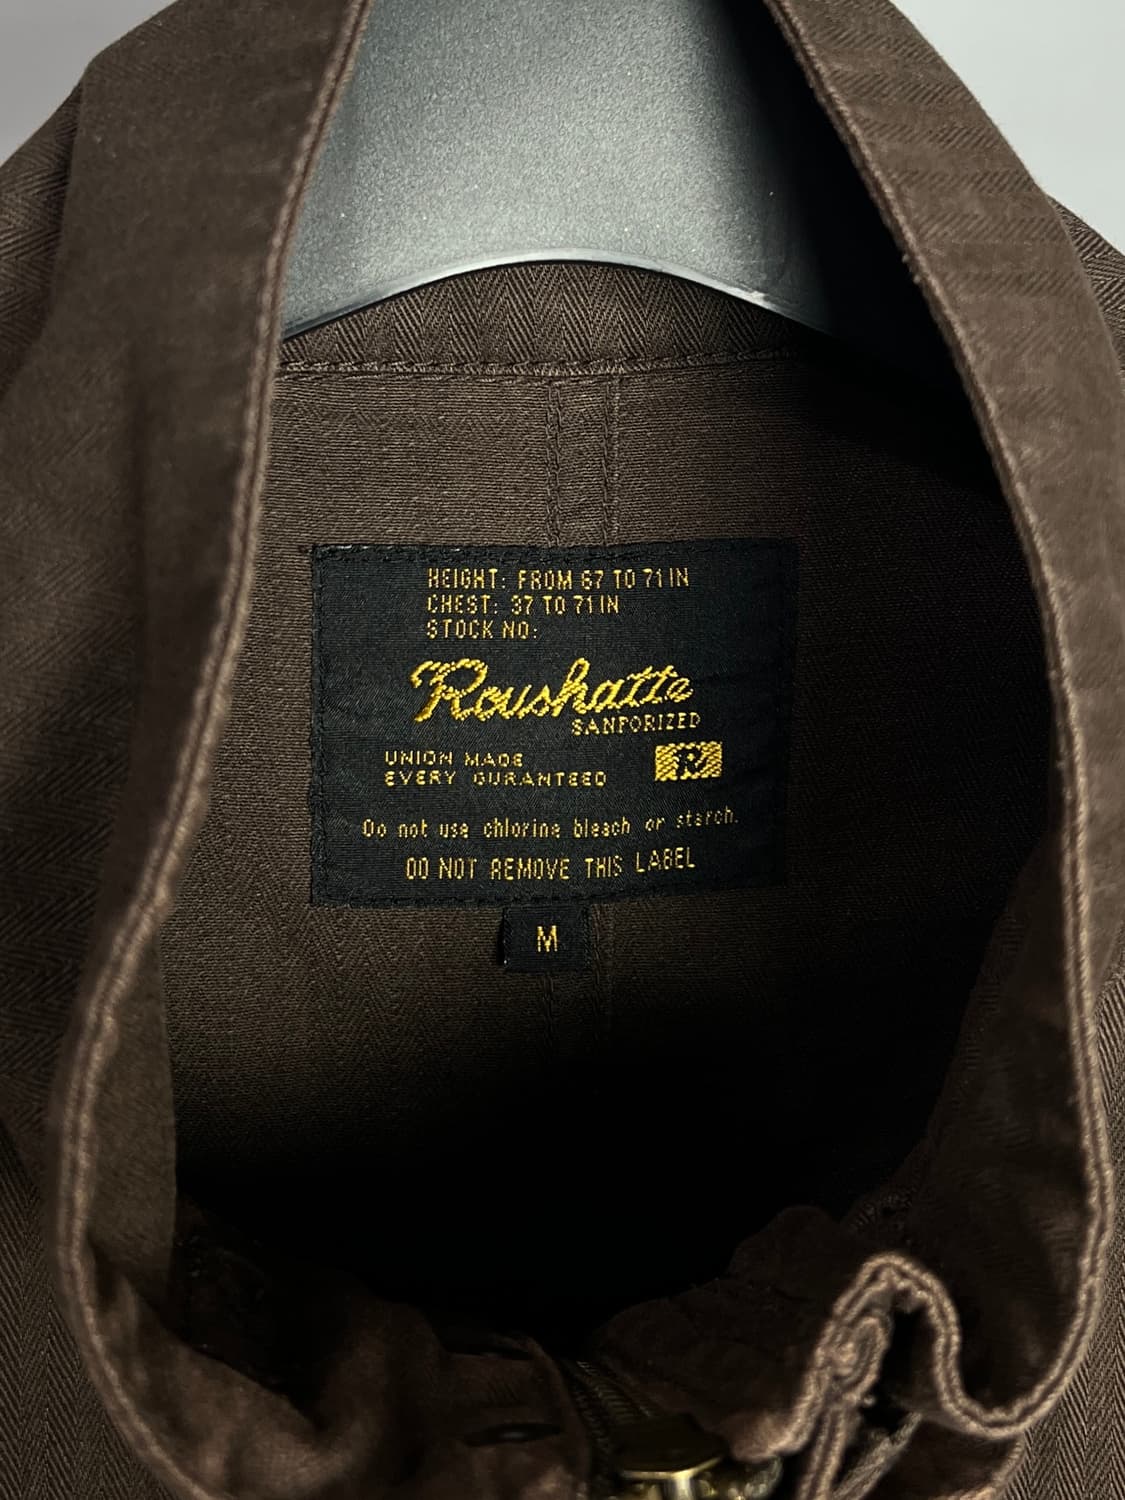 HEIGHT: FROM 67 TO 71 IN
CHEST: 37 TO 71 IN
STOCK NO:
Roushatte
SANFORIZED
UNION MADE
EVERY GURANTEED
R
Do not use chlorine bleach or starch.
DO NOT REMOVE THIS LABEL
M